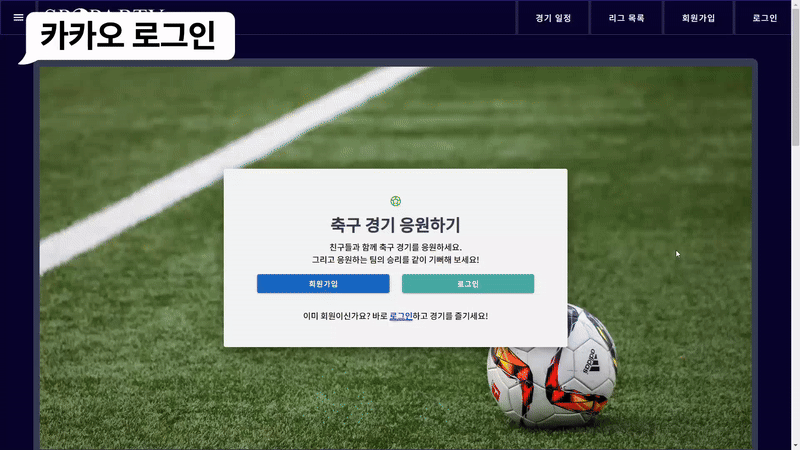 카카오 로그인
경기 일정
리그 목록
회원가입
로그인
축구 경기 응원하기
친구들과 함께 축구 경기를 응원하세요.
그리고 응원하는 팀의 승리를 같이 기뻐해 보세요!
회원가입
로그인
이미 회원이신가요? 바로 로그인하고 경기를 즐기세요!
adidas